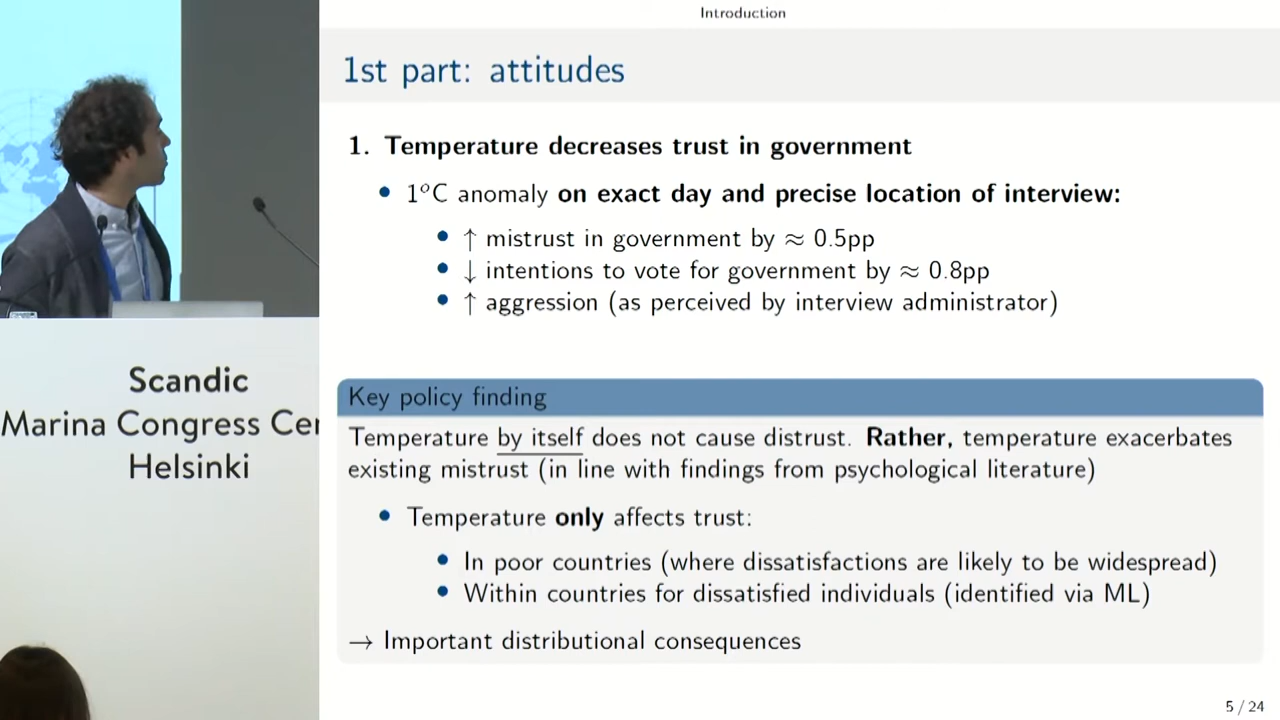 Introduction
1st part: attitudes
1. Temperature decreases trust in government
• 1°C anomaly on exact day and precise location of interview:
• ↑ mistrust in government by ≈ 0.5pp
• ↓ intentions to vote for government by ≈ 0.8pp
• ↑ aggression (as perceived by interview administrator)
Key policy finding
Temperature by itself does not cause distrust. Rather, temperature exacerbates
existing mistrust (in line with findings from psychological literature)
• Temperature only affects trust:
• In poor countries (where dissatisfactions are likely to be widespread)
• Within countries for dissatisfied individuals (identified via ML)
→ Important distributional consequences
5 / 24
Scandic
Marina Congress Cen
Helsinki